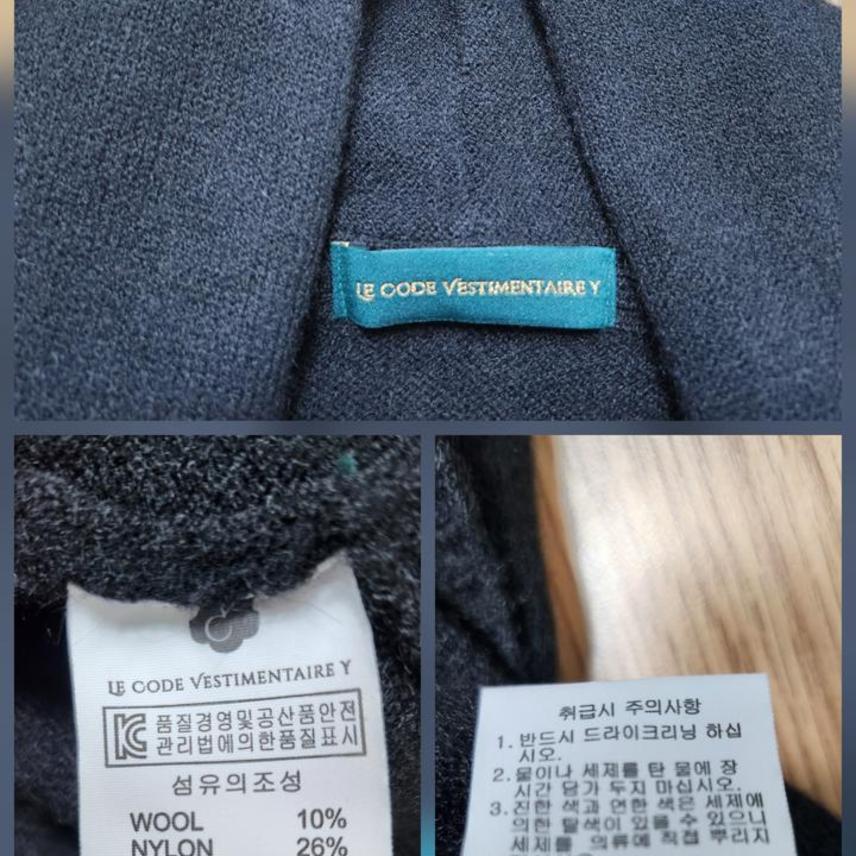 LE CODE VESTIMENTAIRE Y
LE CODE VESTIMENTAIRE Y
품질경영및공산품안전
관리법에의한품질표시
섬유의조성
WOOL 10%
NYLON 26%
취급시 주의사항
1. 반드시 드라이크리닝 하십
시오.
2. 물이나 세제를 탄 물에 장
시간 담가 두지 마십시오.
3. 진한 색과 연한 색은 세제에
의한 탈색이 있을 수 있으니
세제를 의류에 직접 뿌리지